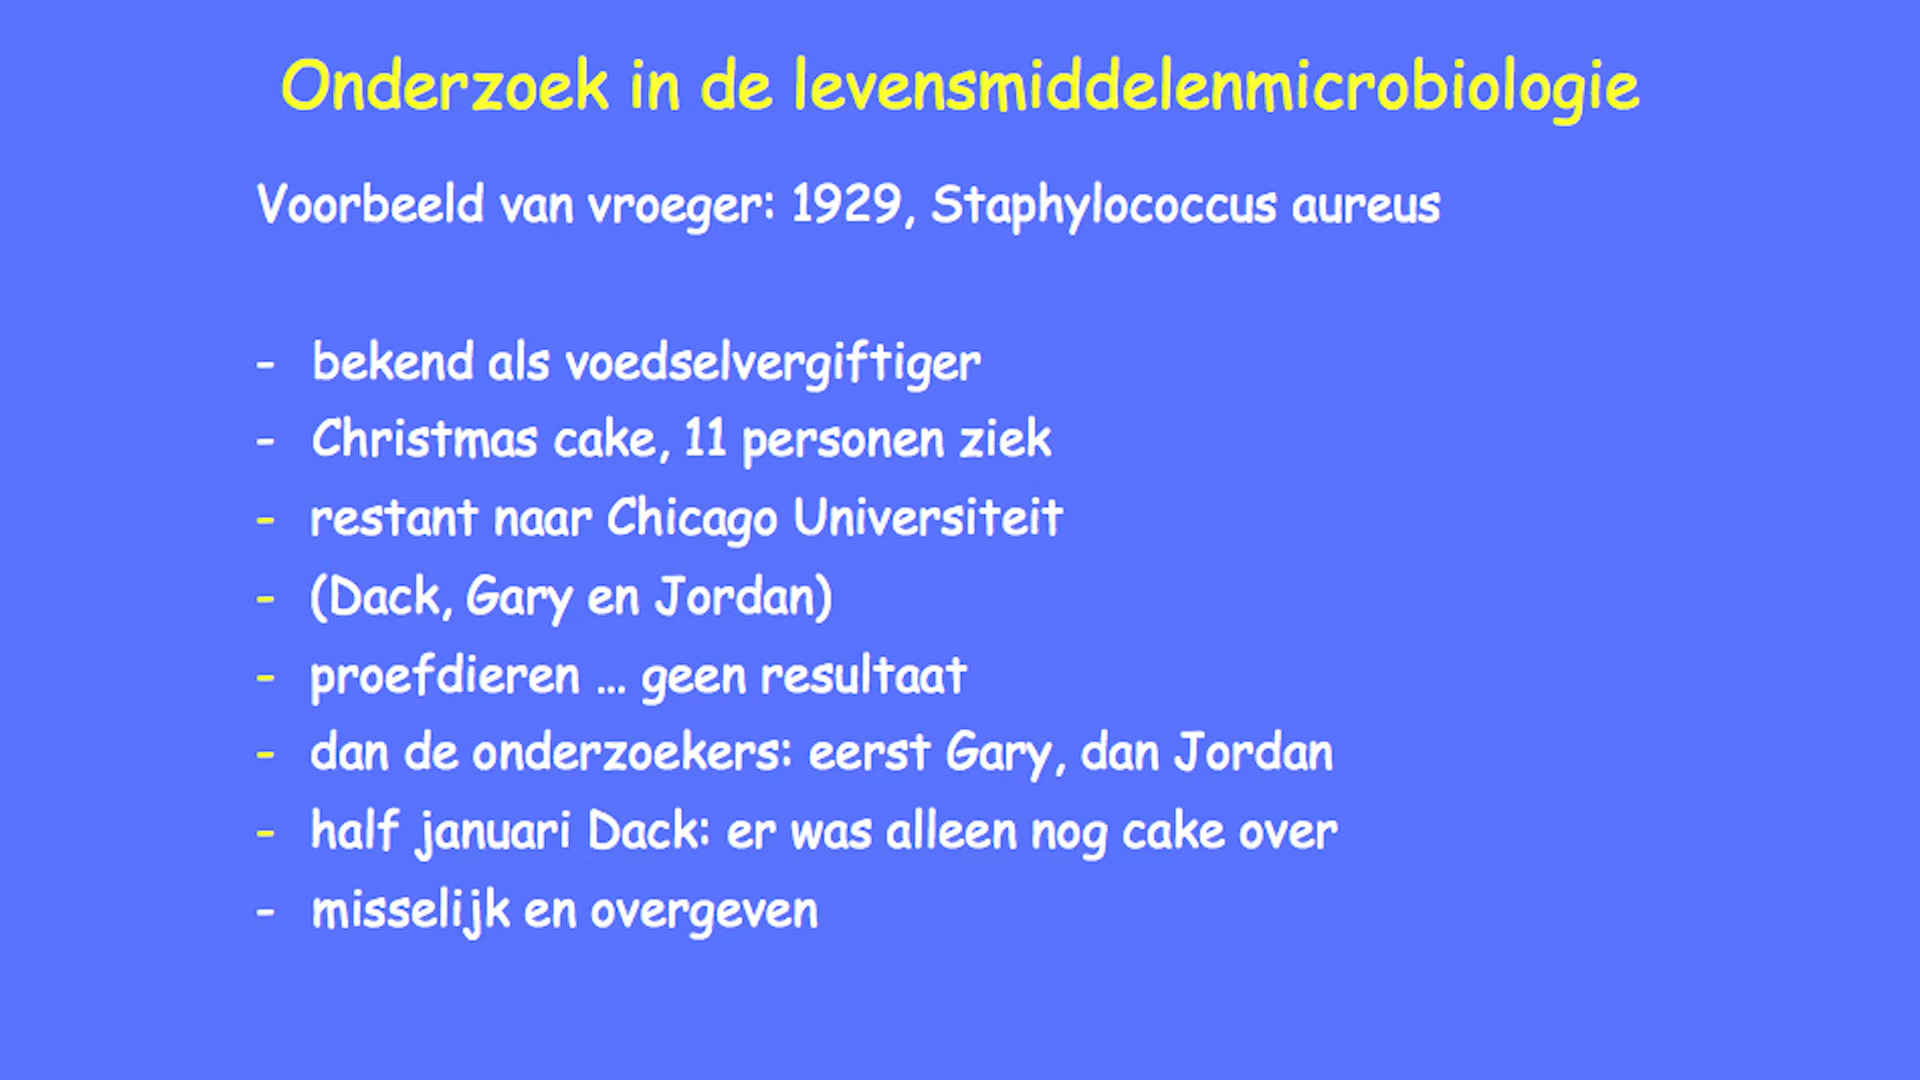 Onderzoek in de levensmiddelenmicrobiologie
Voorbeeld van vroeger: 1929, Staphylococcus aureus
- bekend als voedselvergiftiger
- Christmas cake, 11 personen ziek
- restant naar Chicago Universiteit
- (Dack, Gary en Jordan)
- proefdieren ... geen resultaat
- dan de onderzoekers: eerst Gary, dan Jordan
- half januari Dack: er was alleen nog cake over
- misselijk en overgeven